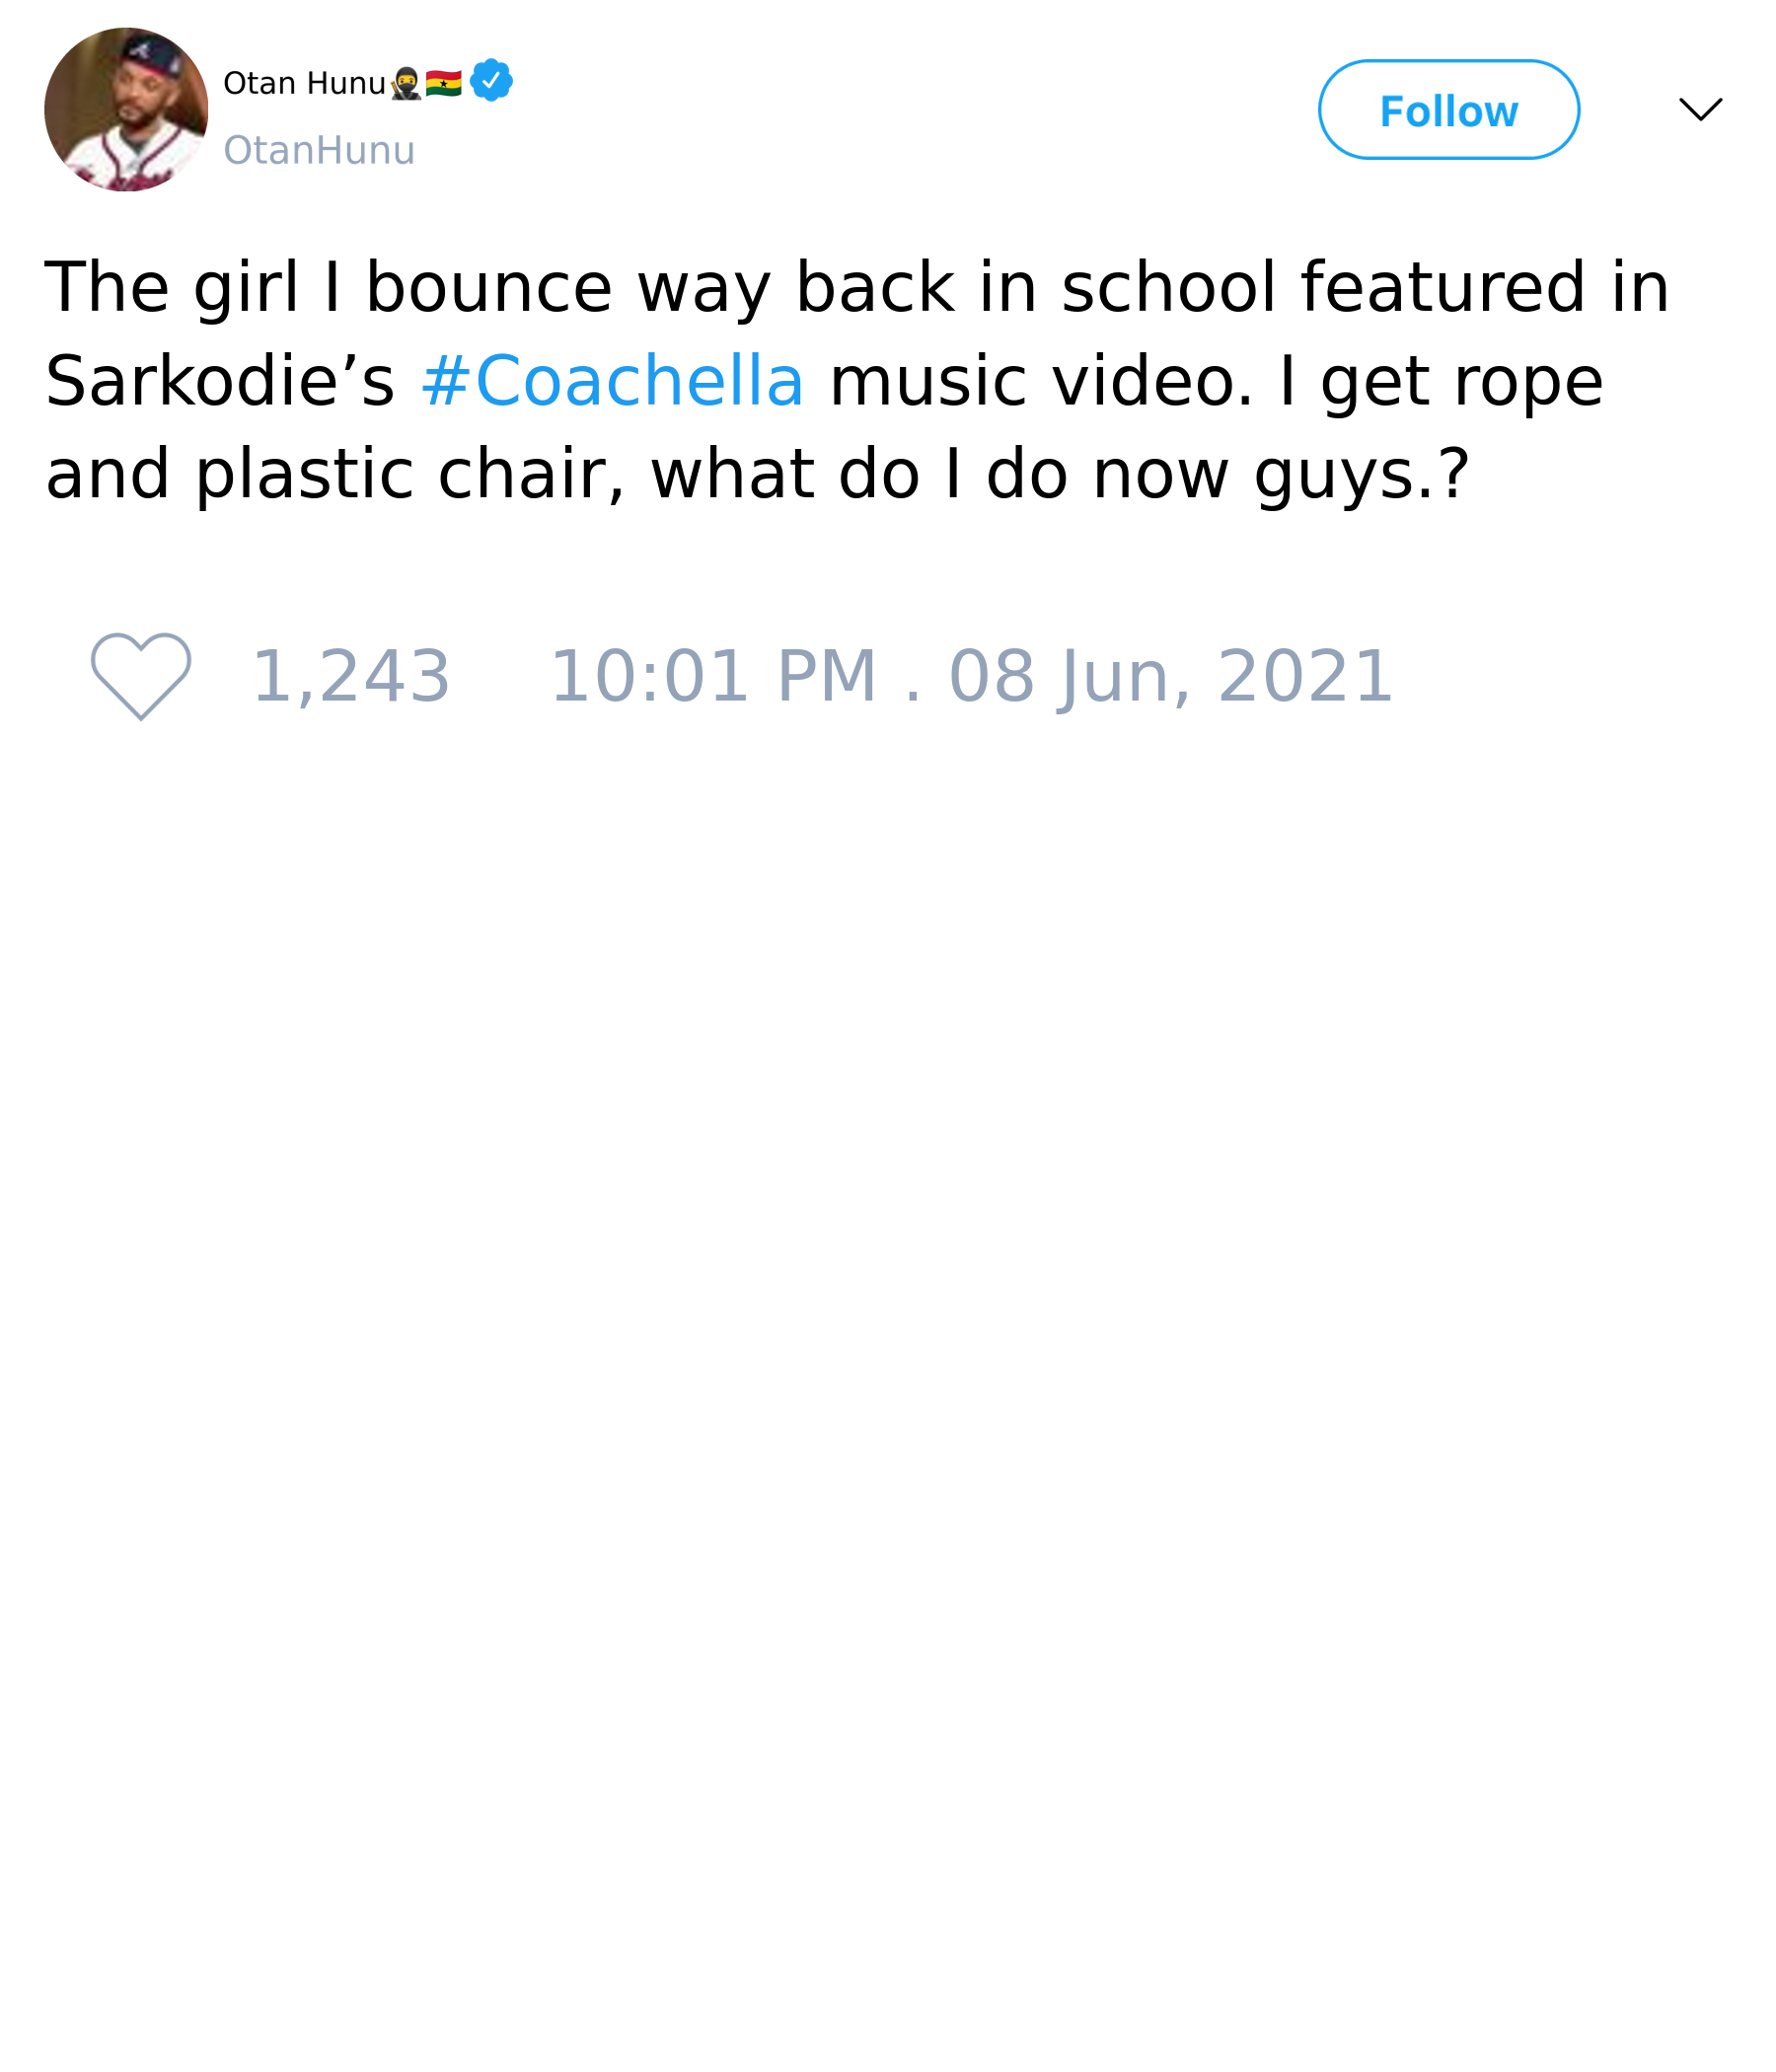 Otan Hunu🥷🇬🇭
OtanHunu
Follow
The girl I bounce way back in school featured in
Sarkodie’s #Coachella music video. I get rope
and plastic chair, what do I do now guys.?
1,243 10:01 PM . 08 Jun, 2021